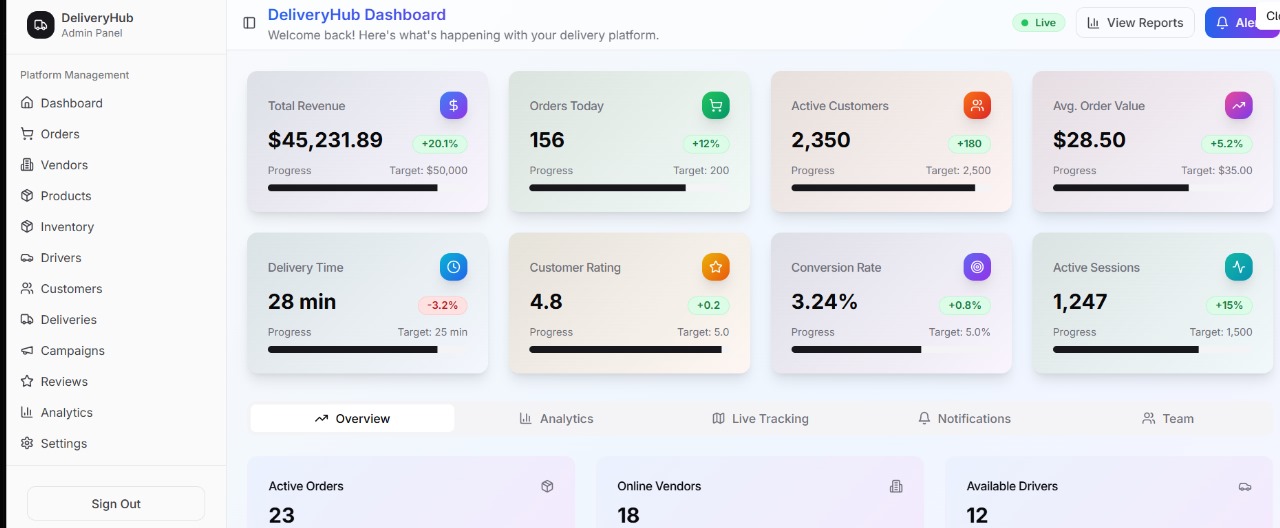 DeliveryHub
Admin Panel
Platform Management
Dashboard
Orders
Vendors
Products
Inventory
Drivers
Customers
Deliveries
Campaigns
Reviews
Analytics
Settings
Sign Out
DeliveryHub Dashboard
Welcome back! Here's what's happening with your delivery platform.
Live
View Reports
Total Revenue
$45,231.89 +20.1%
Progress Target: $50,000
Orders Today
156 +12%
Progress Target: 200
Active Customers
2,350 +180
Progress Target: 2,500
Avg. Order Value
$28.50 +5.2%
Progress Target: $35.00
Delivery Time
28 min -3.2%
Progress Target: 25 min
Customer Rating
4.8 +0.2
Progress Target: 5.0
Conversion Rate
3.24% +0.8%
Progress Target: 5.0%
Active Sessions
1,247 +15%
Progress Target: 1,500
Overview Analytics Live Tracking Notifications Team
Active Orders
23
Online Vendors
18
Available Drivers
12